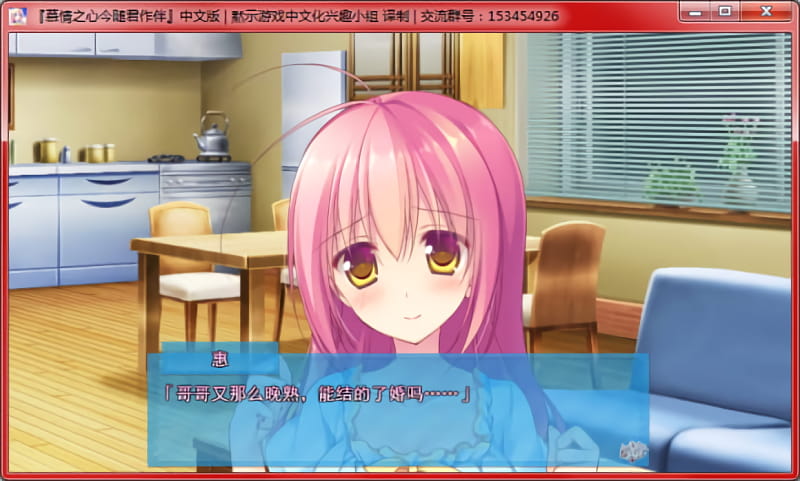 『慕情之心今随君作伴』中文版 | 默示游戏中文化兴趣小组 译制 | 交流群号：153454926
惠
「哥哥又那么晚熟，能结的了婚吗……」